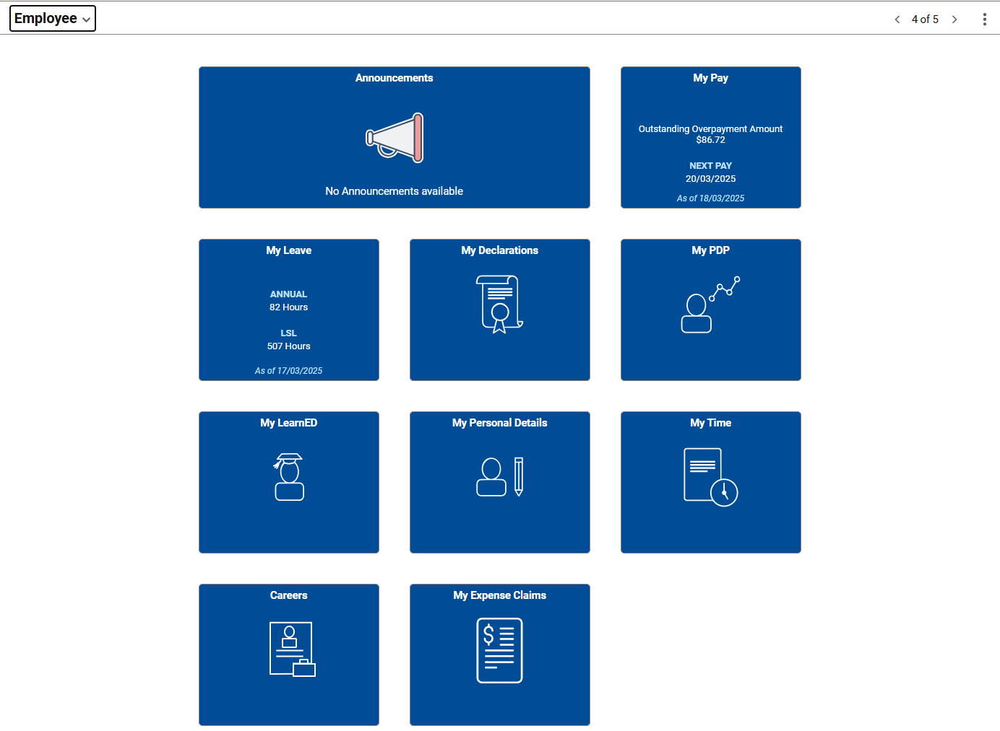 Employee
4 of 5
Announcements
No Announcements available
My Pay
Outstanding Overpayment Amount
$86.72
NEXT PAY
20/03/2025
As of 18/03/2025
My Leave
ANNUAL
82 Hours
LSL
507 Hours
As of 17/03/2025
My Declarations
My PDP
My LearnED
My Personal Details
My Time
Careers
My Expense Claims
$